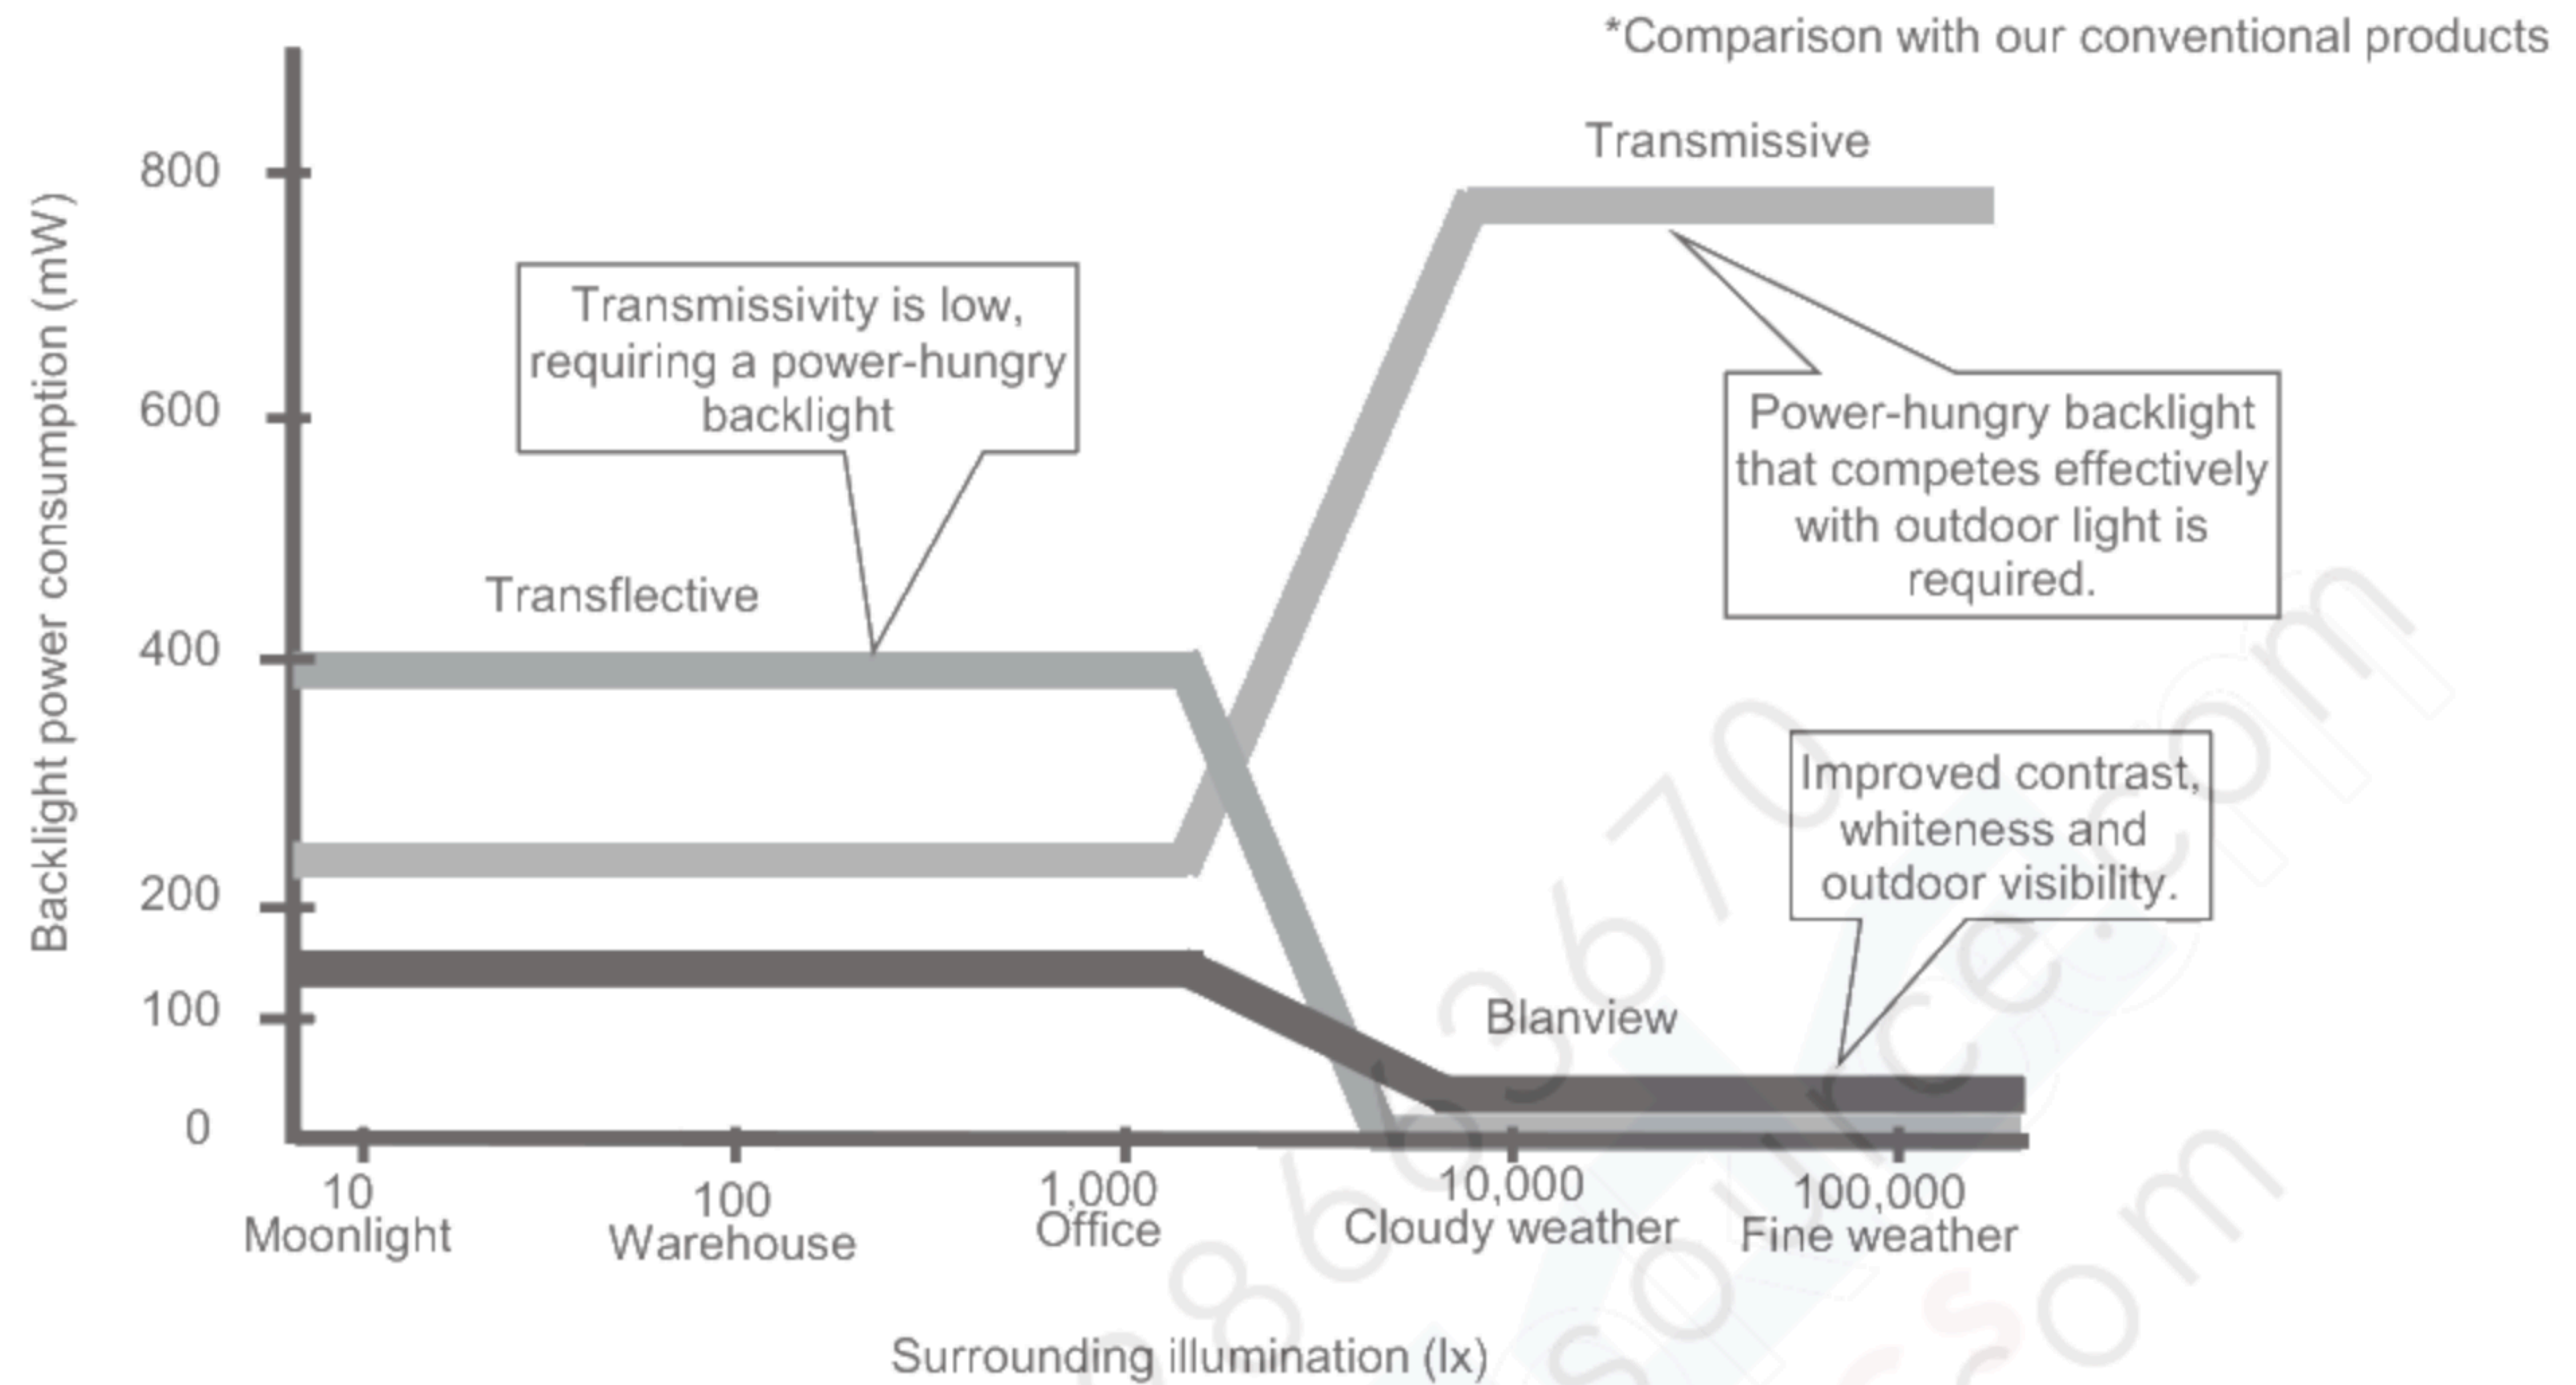 *Comparison with our conventional products
Transmissive
800
Transmissivity is low,
requiring a power-hungry
backlight
Power-hungry backlight
that competes effectively
with outdoor light is
required.
600
Transflective
400
Improved contrast,
whiteness and
outdoor visibility.
200
Blanview
100
0
Backlight power consumption (mW)
10
Moonlight
100
Warehouse
1,000
Office
10,000
Cloudy weather
100,000
Fine weather
Surrounding illumination (lx)